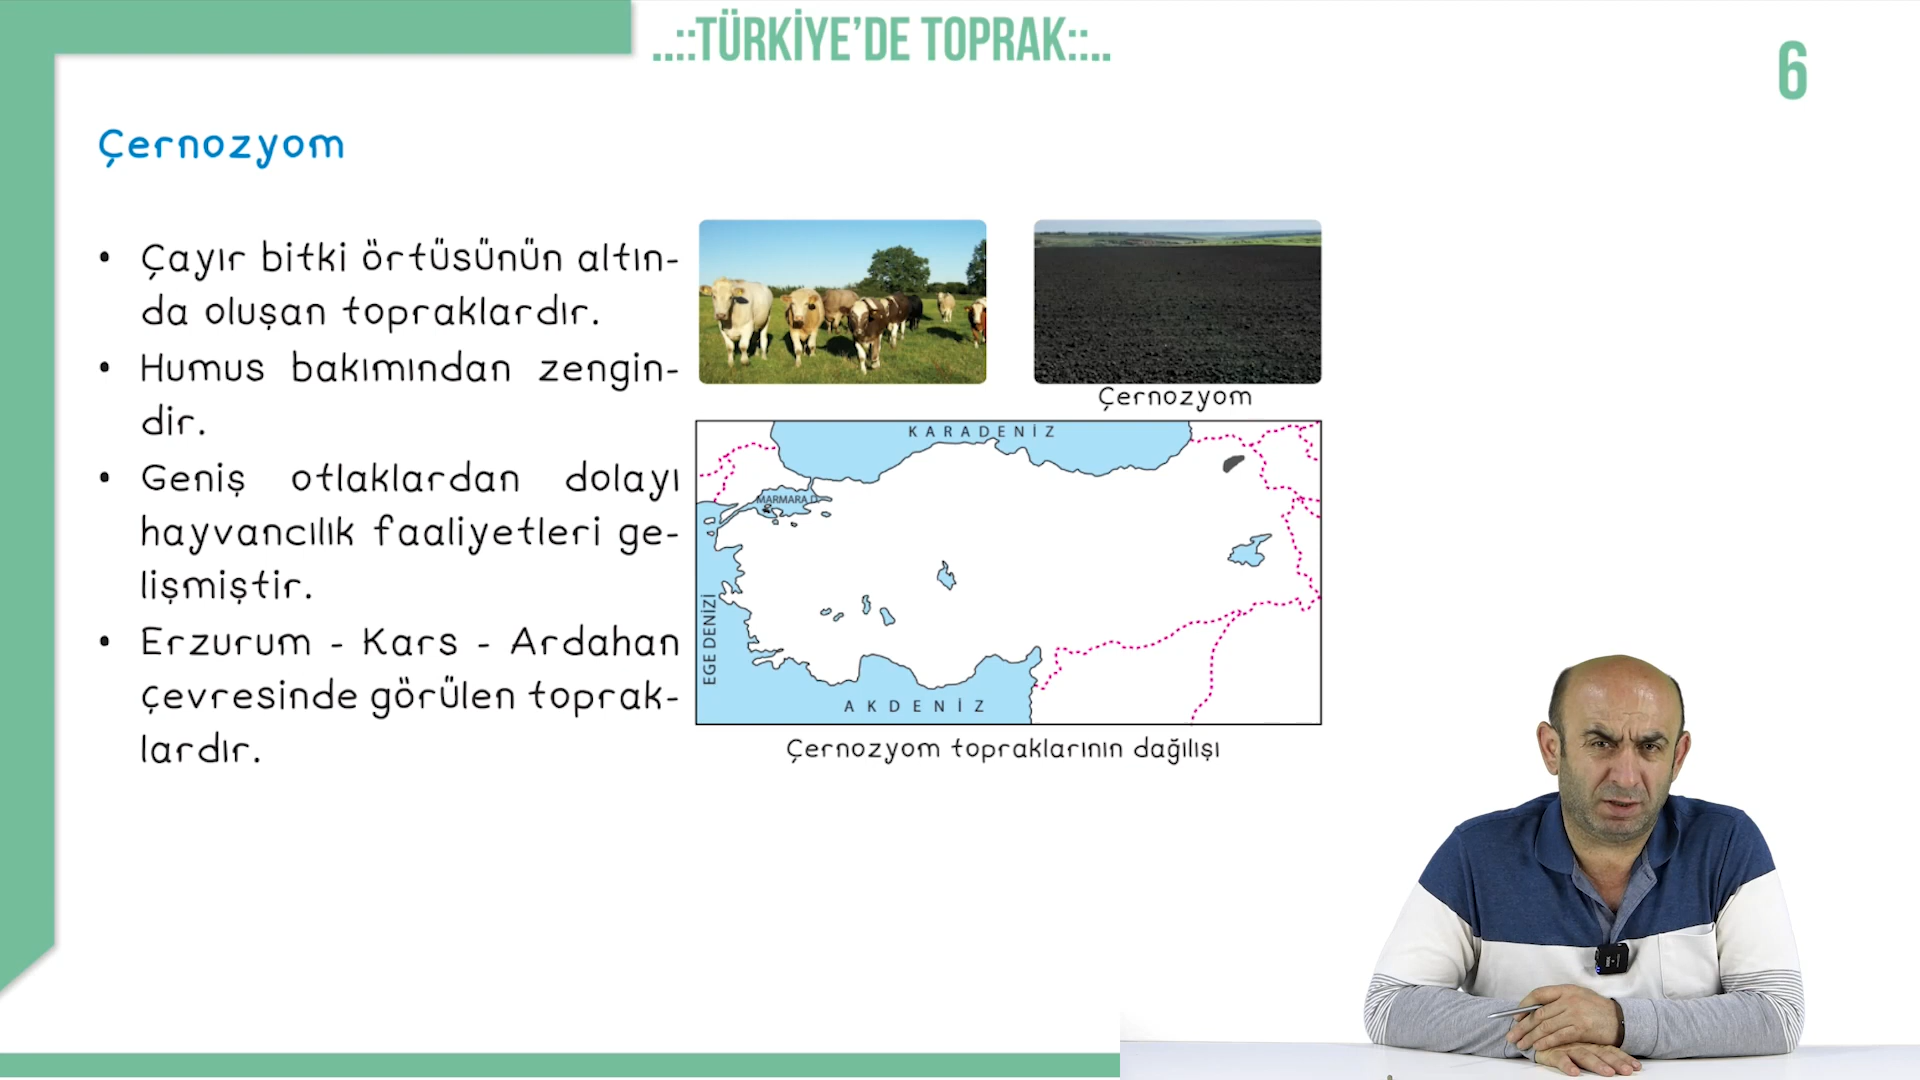 ..::TÜRKİYE'DE TOPRAK::..
6
Çernozyom
• Çayır bitki örtüsünün altın-
da oluşan topraklardır.
• Humus bakımından zengin-
dir.
• Geniş otlaklardan dolayı
hayvancılık faaliyetleri ge-
lişmiştir.
• Erzurum - Kars - Ardahan
çevresinde görülen toprak-
lardır.
Çernozyom
KARADENİZ
MARMARA D.
EGE DENİZİ
AKDENİZ
Çernozyom topraklarının dağılışı